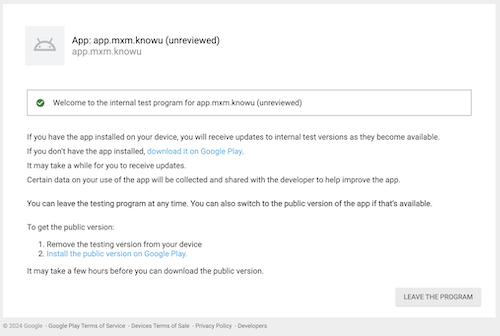 App: app.mxm.knowu (unreviewed)
app.mxm.knowu
Welcome to the internal test program for app.mxm.knowu (unreviewed)
If you have the app installed on your device, you will receive updates to internal test versions as they become available.
If you don't have the app installed, download it on Google Play.
It may take a while for you to receive updates.
Certain data on your use of the app will be collected and shared with the developer to help improve the app.
You can leave the testing program at any time. You can also switch to the public version of the app if that's available.
To get the public version:
1. Remove the testing version from your device
2. Install the public version on Google Play.
It may take a few hours before you can download the public version.
LEAVE THE PROGRAM
© 2024 Google - Google Play Terms of Service - Devices Terms of Sale - Privacy Policy - Developers